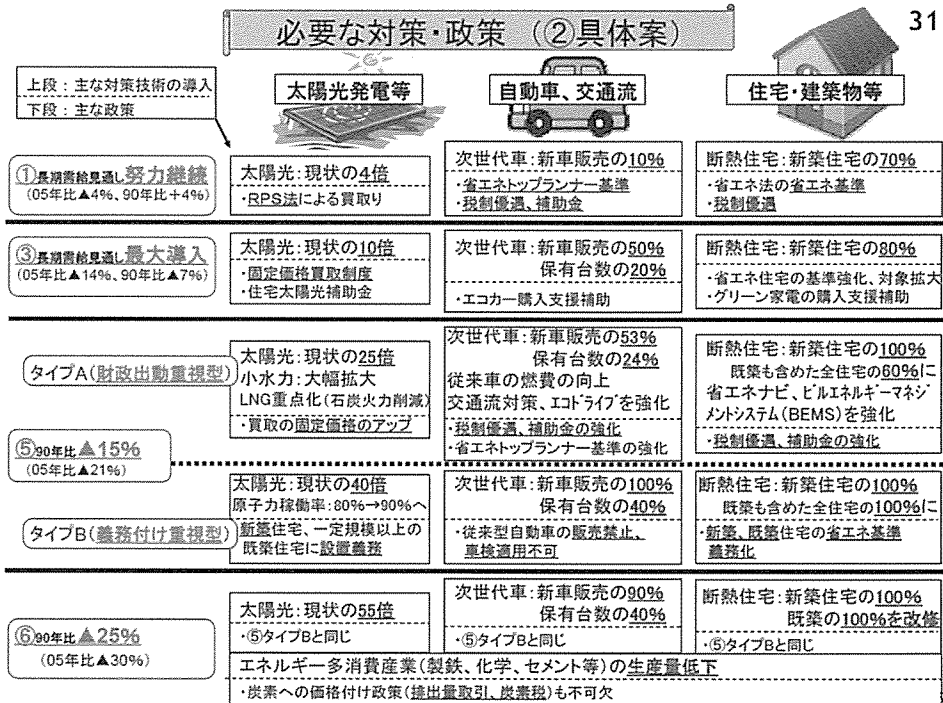 31
必要な対策・政策 (②具体案)
上段:主な対策技術の導入
下段:主な政策
太陽光発電等
自動車、交通流
住宅・建築物等
①長期需給見通し努力継続
(05年比▲4%、90年比+4%)
太陽光:現状の4倍
・RPS法による買取り
次世代車:新車販売の10%
・省エネトップランナー基準
・税制優遇、補助金
断熱住宅:新築住宅の70%
・省エネ法の省エネ基準
・税制優遇
③長期需給見通し最大導入
(05年比▲14%、90年比▲7%)
太陽光:現状の10倍
・固定価格買取制度
・住宅太陽光補助金
次世代車:新車販売の50%
保有台数の20%
・エコカー購入支援補助
断熱住宅:新築住宅の80%
・省エネ住宅の基準強化、対象拡大
・グリーン家電の購入支援補助
⑤90年比▲15%
(05年比▲21%)
タイプA(財政出動重視型)
太陽光:現状の25倍
小水力:大幅拡大
LNG重点化(石炭火力削減)
・買取の固定価格のアップ
次世代車:新車販売の53%
保有台数の24%
従来車の燃費の向上
交通流対策、エコドライブを強化
・税制優遇、補助金の強化
・省エネトップランナー基準の強化
断熱住宅:新築住宅の100%
既築も含めた全住宅の60%に
省エネナビ、ビルエネルギーマネジ
メントシステム(BEMS)を強化
・税制優遇、補助金の強化
タイプB(義務付け重視型)
太陽光:現状の40倍
原子力稼働率:80%→90%へ
新築住宅、一定規模以上の
既築住宅に設置義務
次世代車:新車販売の100%
保有台数の40%
・従来型自動車の販売禁止、
車検適用不可
断熱住宅:新築住宅の100%
既築も含めた全住宅の100%に
・新築、既築住宅の省エネ基準
義務化
⑥90年比▲25%
(05年比▲30%)
太陽光:現状の55倍
・⑤タイプBと同じ
次世代車:新車販売の90%
保有台数の40%
・⑤タイプBと同じ
断熱住宅:新築住宅の100%
既築の100%を改修
・⑤タイプBと同じ
エネルギー多消費産業(製鉄、化学、セメント等)の生産量低下
・炭素への価格付け政策(排出量取引、炭素税)も不可欠